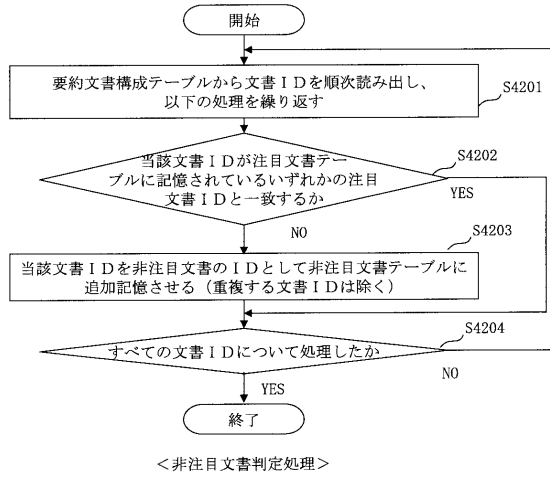 開始
要約文書構成テーブルから文書ＩＤを順次読み出し、
以下の処理を繰り返す
S4201
当該文書ＩＤが注目文書テー
ブルに記憶されているいずれかの注目
文書ＩＤと一致するか
S4202
YES
NO
S4203
当該文書ＩＤを非注目文書のＩＤとして非注目文書テーブルに
追加記憶させる（重複する文書ＩＤは除く）
S4204
すべての文書ＩＤについて処理したか
NO
YES
終了
＜非注目文書判定処理＞